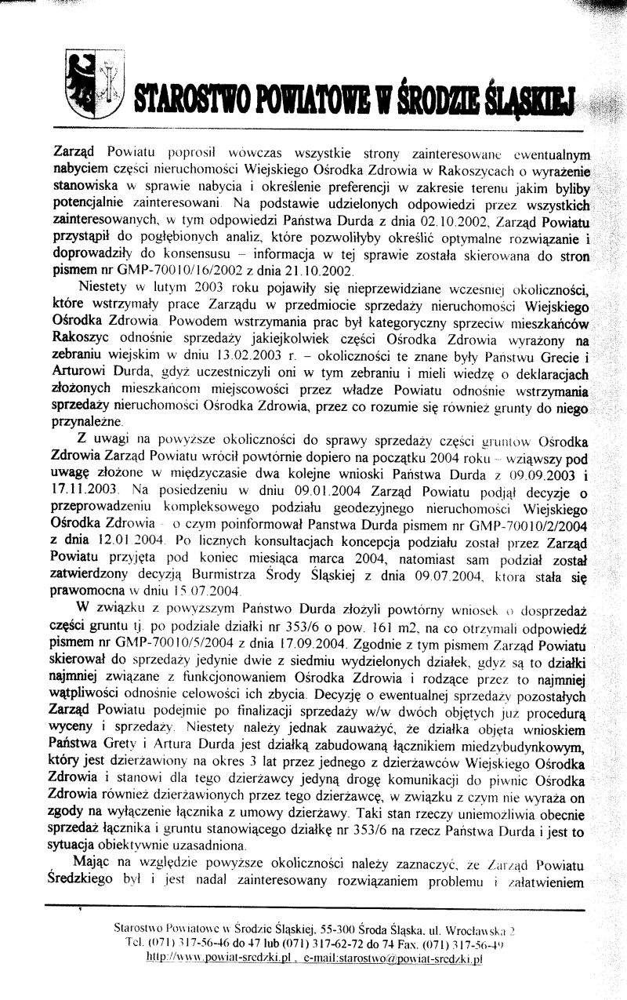 STAROSTWO POWIATOWE W ŚRODZIE ŚLĄSKIEJ
Zarząd Powiatu poprosił wówczas wszystkie strony zainteresowane ewentualnym
nabyciem części nieruchomości Wiejskiego Ośrodka Zdrowia w Rakoszycach o wyrażenie
stanowiska w sprawie nabycia i określenie preferencji w zakresie terenu jakim byliby
potencjalnie zainteresowani. Na podstawie udzielonych odpowiedzi przez wszystkich
zainteresowanych, w tym odpowiedzi Państwa Durda z dnia 02.10.2002, Zarząd Powiatu
przystąpił do pogłębionych analiz, które pozwoliłyby określić optymalne rozwiązanie i
doprowadziły do konsensusu – informacja w tej sprawie została skierowana do stron
pismem nr GMP-70010/16/2002 z dnia 21.10.2002.
Niestety w lutym 2003 roku pojawiły się nieprzewidziane wcześniej okoliczności,
które wstrzymały prace Zarządu w przedmiocie sprzedaży nieruchomości Wiejskiego
Ośrodka Zdrowia. Powodem wstrzymania prac był kategoryczny sprzeciw mieszkańców
Rakoszyc odnośnie sprzedaży jakiejkolwiek części Ośrodka Zdrowia wyrażony na
zebraniu wiejskim w dniu 13.02.2003 r. – okoliczności te znane były Państwu Grecie i
Arturowi Durda, gdyż uczestniczyli oni w tym zebraniu i mieli wiedzę o deklaracjach
złożonych mieszkańcom miejscowości przez władze Powiatu odnośnie wstrzymania
sprzedaży nieruchomości Ośrodka Zdrowia, przez co rozumie się również grunty do niego
przynależne.
Z uwagi na powyższe okoliczności do sprawy sprzedaży części gruntów Ośrodka
Zdrowia Zarząd Powiatu wrócił powtórnie dopiero na początku 2004 roku – wziąwszy pod
uwagę złożone w międzyczasie dwa kolejne wnioski Państwa Durda z 09.09.2003 i
17.11.2003. Na posiedzeniu w dniu 09.01.2004 Zarząd Powiatu podjął decyzje o
przeprowadzeniu kompleksowego podziału geodezyjnego nieruchomości Wiejskiego
Ośrodka Zdrowia - o czym poinformował Panstwa Durda pismem nr GMP-70010/2/2004
z dnia 12.01.2004. Po licznych konsultacjach koncepcja podziału został przez Zarząd
Powiatu przyjęta pod koniec miesiąca marca 2004, natomiast sam podział został
zatwierdzony decyzją Burmistrza Środy Śląskiej z dnia 09.07.2004, ktora stała się
prawomocna w dniu 15.07.2004.
W związku z powyższym Państwo Durda złożyli powtórny wniosek o dosprzedaż
części gruntu tj. po podziale działki nr 353/6 o pow. 161 m2, na co otrzymali odpowiedź
pismem nr GMP-70010/5/2004 z dnia 17.09.2004. Zgodnie z tym pismem Zarząd Powiatu
skierował do sprzedaży jedynie dwie z siedmiu wydzielonych działek, gdyż są to działki
najmniej związane z funkcjonowaniem Ośrodka Zdrowia i rodzące przez to najmniej
wątpliwości odnośnie celowości ich zbycia. Decyzję o ewentualnej sprzedaży pozostałych
Zarząd Powiatu podejmie po finalizacji sprzedaży w/w dwóch objętych już procedurą
wyceny i sprzedaży. Niestety należy jednak zauważyć, że działka objęta wnioskiem
Państwa Grety i Artura Durda jest działką zabudowaną łącznikiem miedzybudynkowym,
który jest dzierżawiony na okres 3 lat przez jednego z dzierżawców Wiejskiego Ośrodka
Zdrowia i stanowi dla tego dzierżawcy jedyną drogę komunikacji do piwnic Ośrodka
Zdrowia również dzierżawionych przez tego dzierżawcę, w związku z czym nie wyraża on
zgody na wyłączenie łącznika z umowy dzierżawy. Taki stan rzeczy uniemożliwia obecnie
sprzedaż łącznika i gruntu stanowiącego działkę nr 353/6 na rzecz Państwa Durda i jest to
sytuacja obiektywnie uzasadniona.
Mając na względzie powyższe okoliczności należy zaznaczyć, że Zarząd Powiatu
Średzkiego był i jest nadal zainteresowany rozwiązaniem problemu i załatwieniem
Starostwo Powiatowe w Środzie Śląskiej, 55-300 Środa Śląska, ul. Wrocławska 2
Tel. (071) 317-56-46 do 47 lub (071) 317-62-72 do 74 Fax. (071) 317-56-49
http://www.powiat-sredzki.pl , e-mail:starostwo@powiat-sredzki.pl